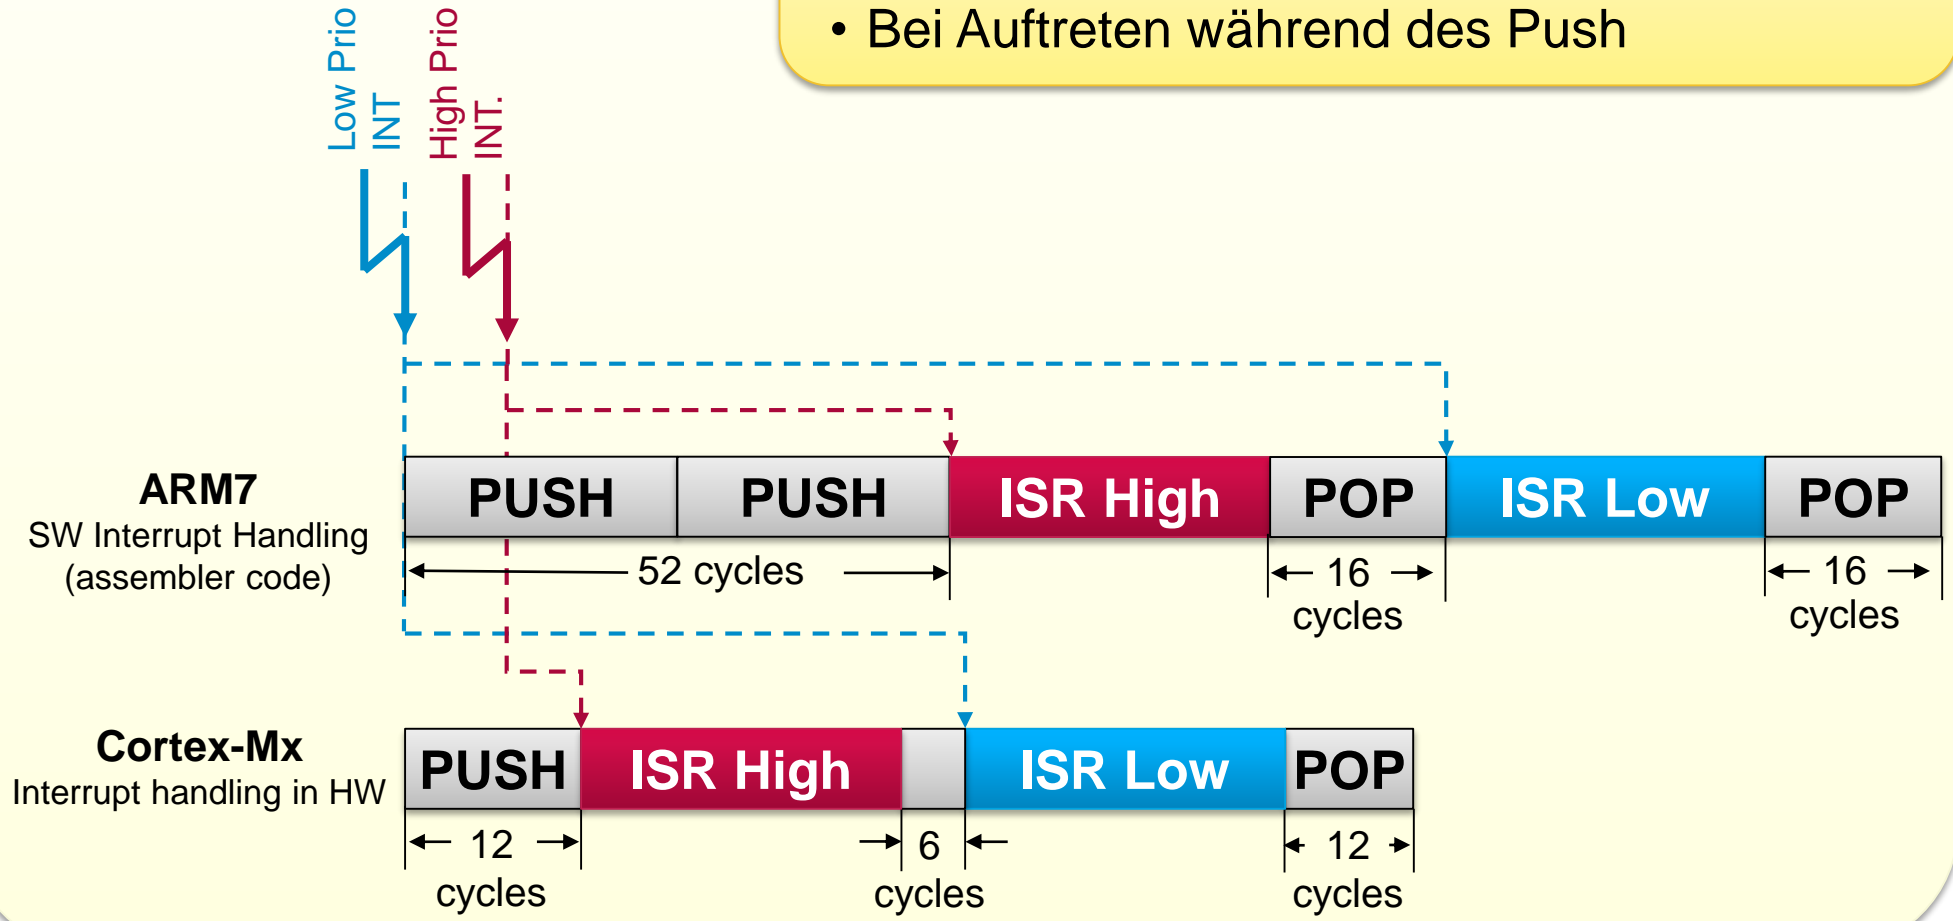 • Bei Auftreten während des Push
Low Prio
INT
High Prio
INT.
ARM7
SW Interrupt Handling
(assembler code)
PUSH
PUSH
ISR High
POP
ISR Low
POP
52 cycles
16
cycles
16
cycles
Cortex-Mx
Interrupt handling in HW
PUSH
ISR High
ISR Low
POP
12
cycles
6
cycles
12
cycles